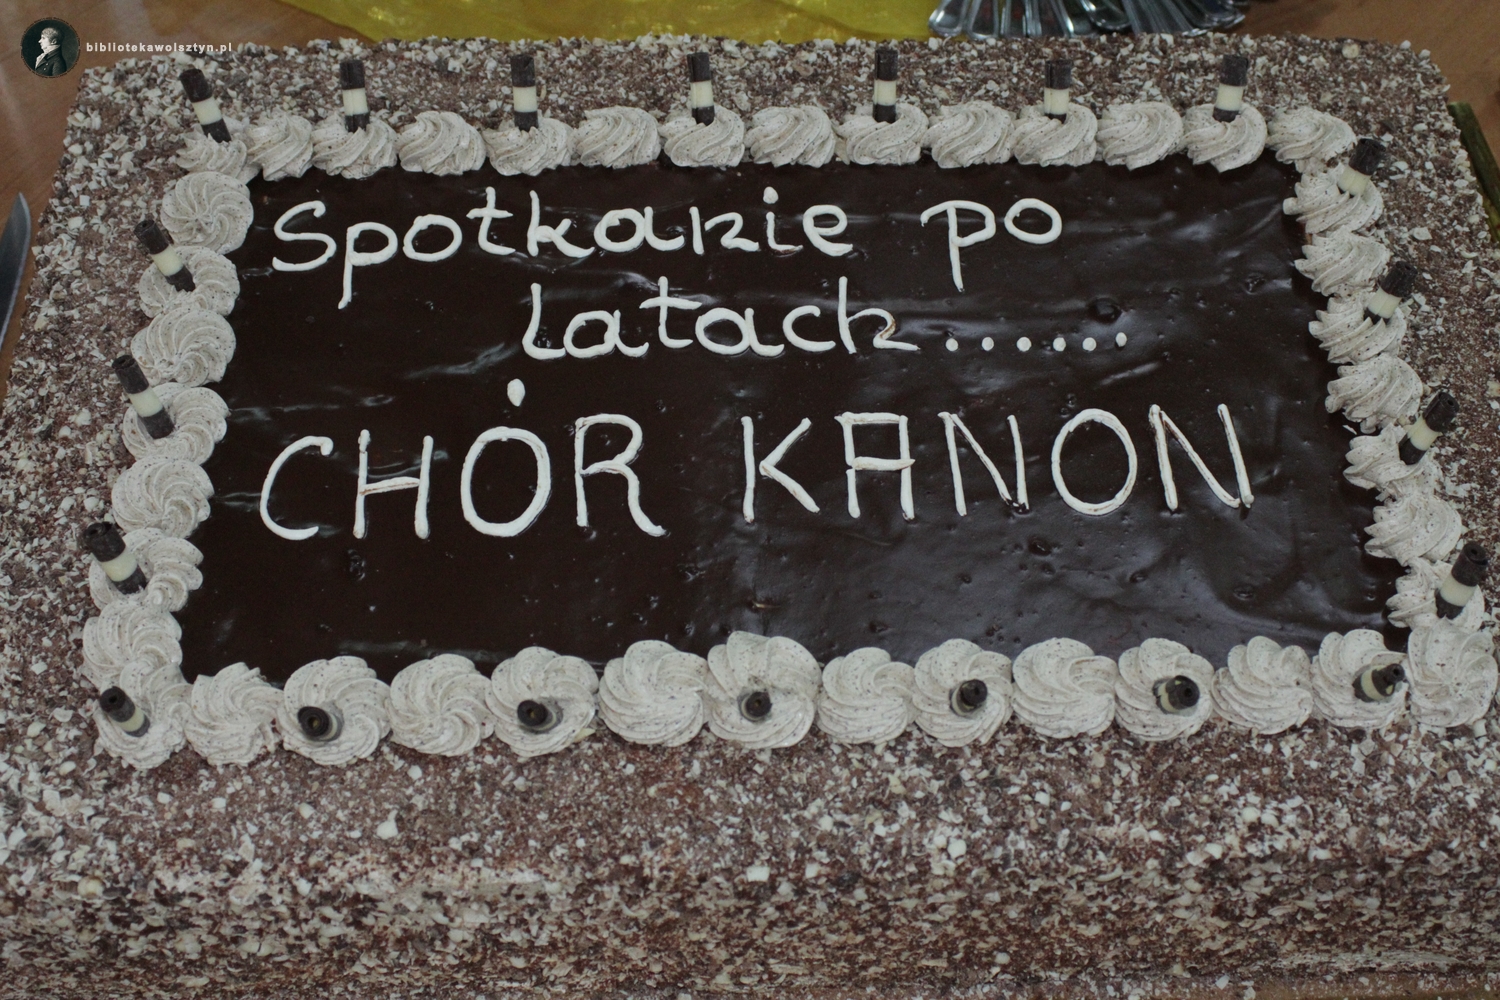 bibliotekawolsztyn.pl
Spotkanie po
latach......
CHÓR KANON